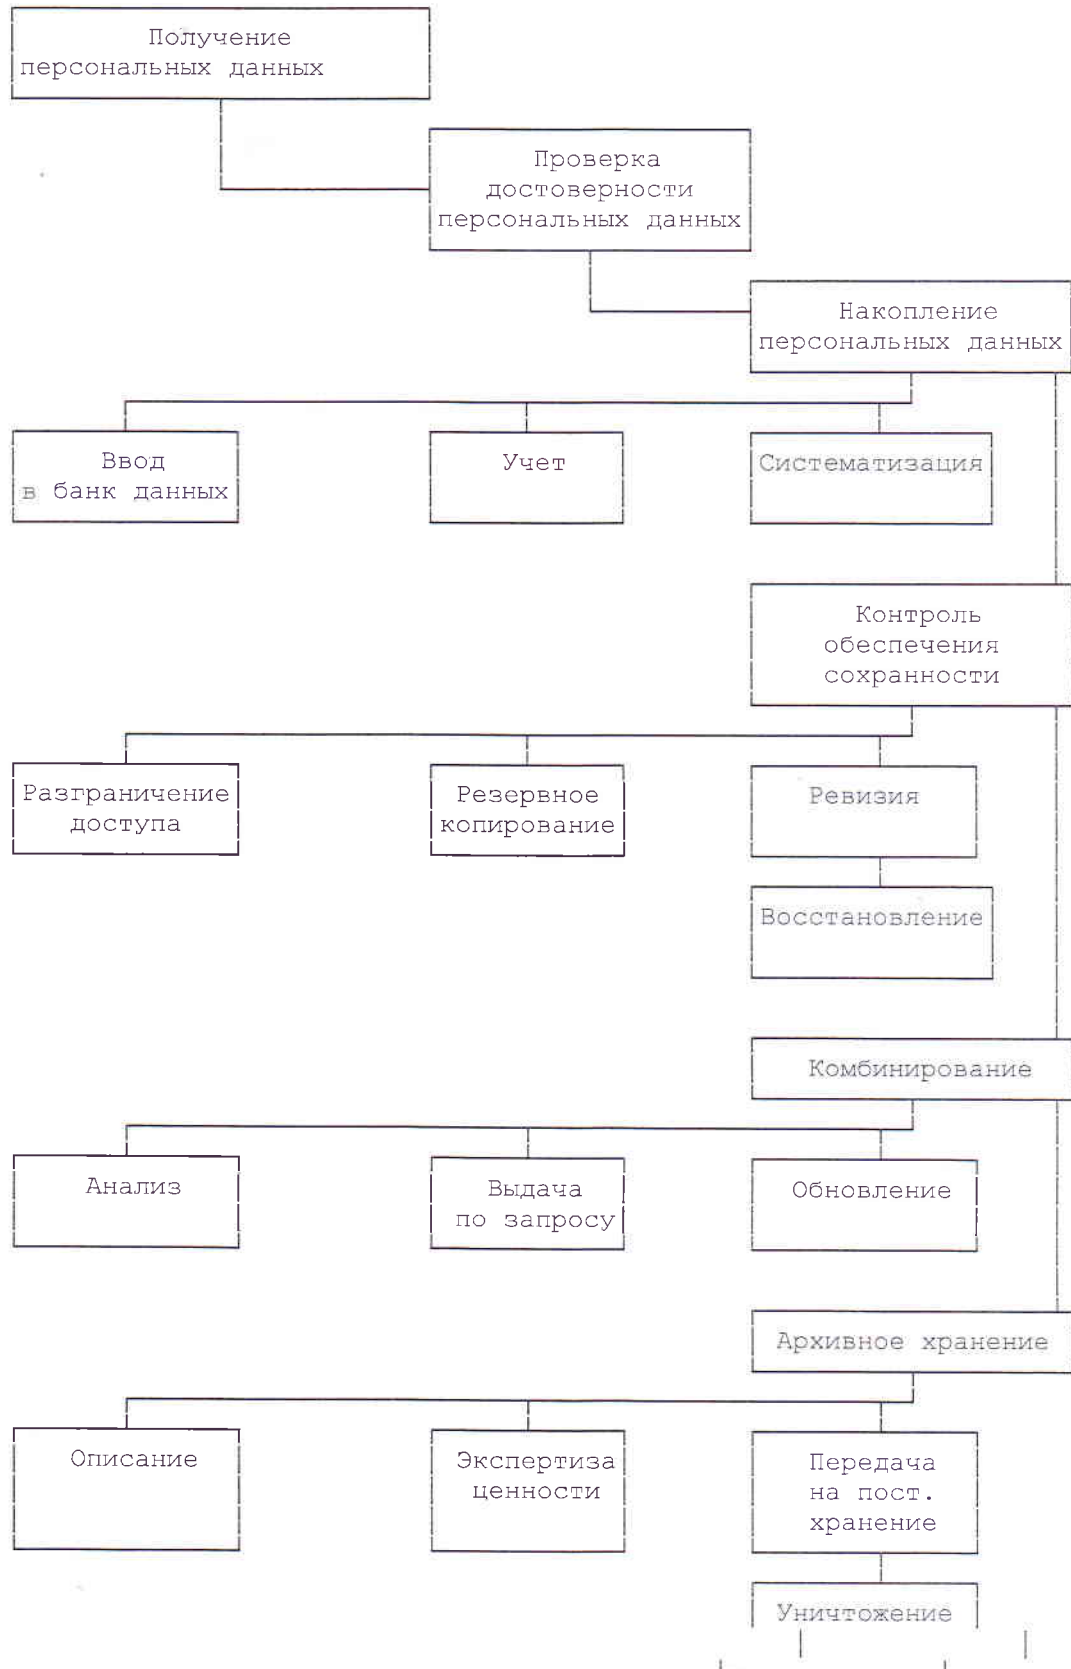 Получение
персональных данных
Проверка
достоверности
персональных данных
Накопление
персональных данных
Ввод
в банк данных
Учет
Систематизация
Контроль
обеспечения
сохранности
Разграничение
доступа
Резервное
копирование
Ревизия
Восстановление
Комбинирование
Анализ
Выдача
по запросу
Обновление
Архивное хранение
Описание
Экспертиза
ценности
Передача
на пост.
хранение
Уничтожение